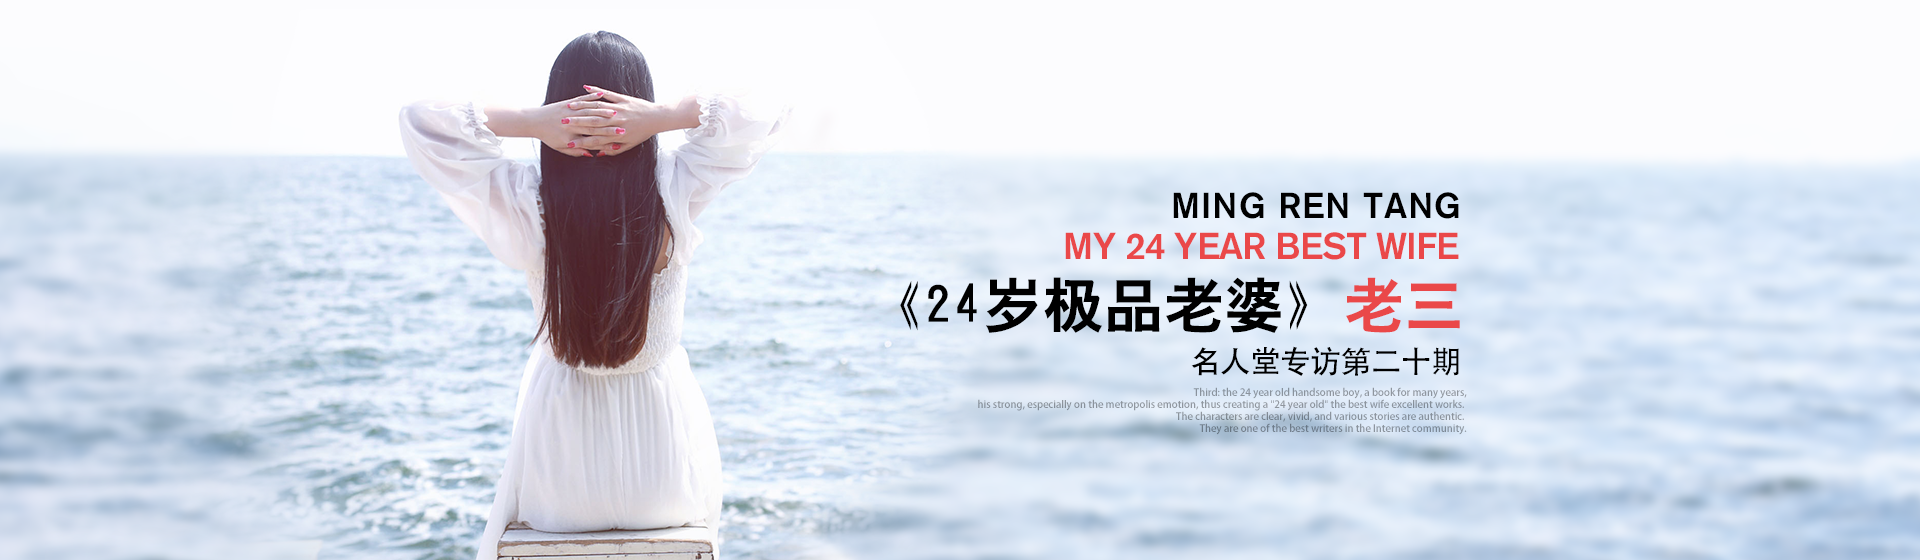 MING REN TANG
MY 24 YEAR BEST WIFE
《24岁极品老婆》 老三
名人堂专访第二十期
Third: the 24 year old handsome boy, a book for many years,
his strong, especially on the metropolis emotion, thus creating a "24 year old" the best wife excellent works.
The characters are clear, vivid, and various stories are authentic.
They are one of the best writers in the Internet community.